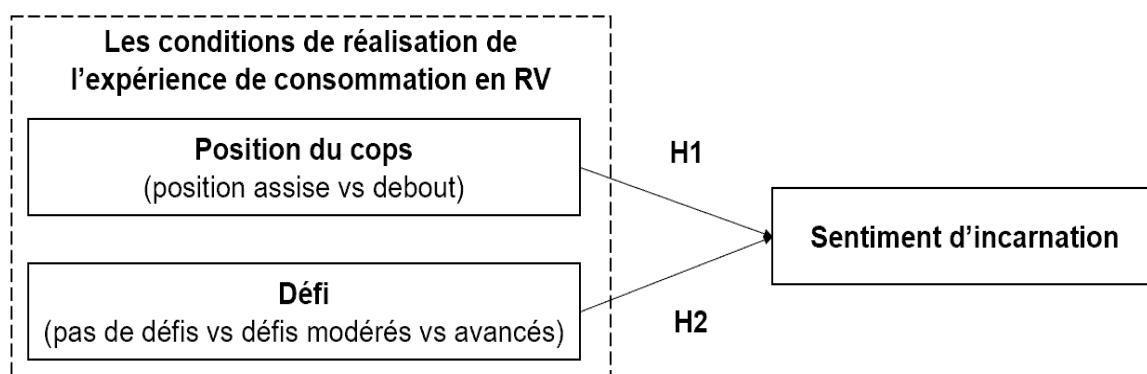 Les conditions de réalisation de
l'expérience de consommation en RV
Position du cops
(position assise vs debout)
H1
Sentiment d'incarnation
Défi
(pas de défis vs défis modérés vs avancés)
H2